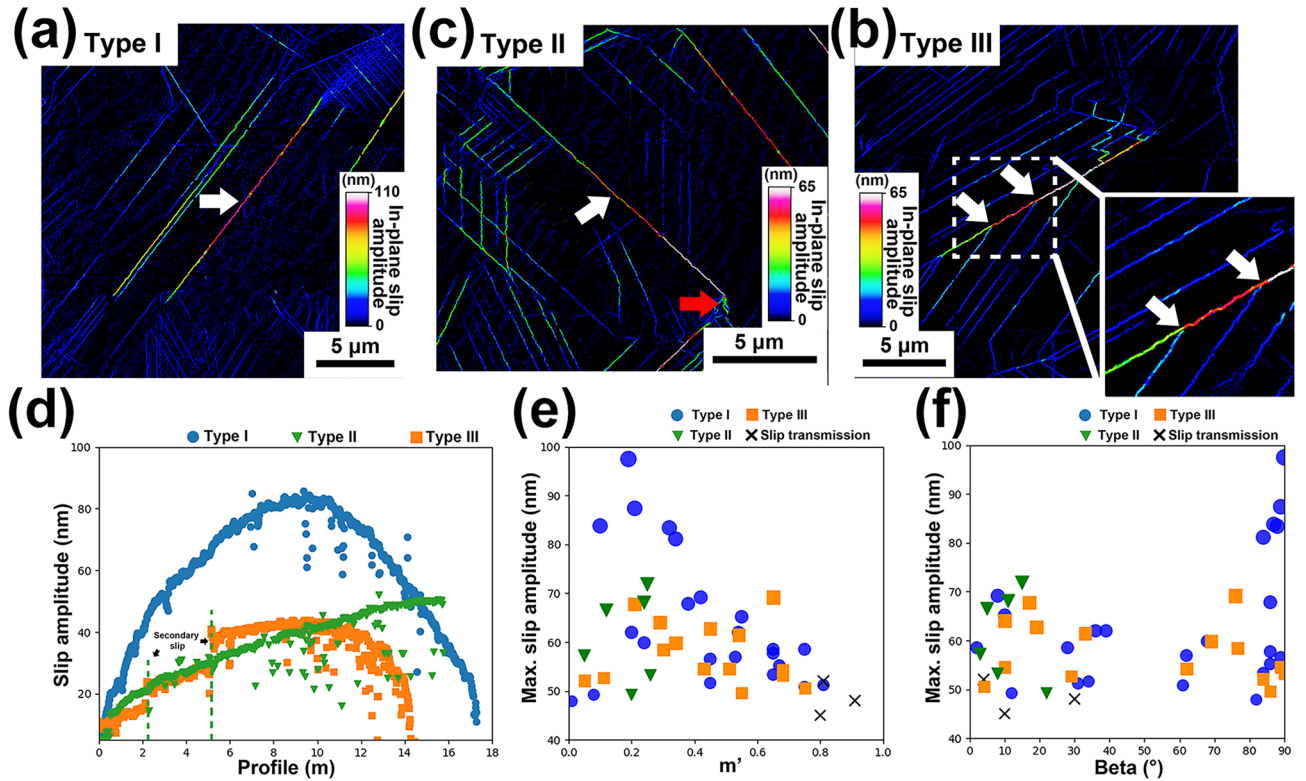 (a) Type I
(nm)
110
In-plane slip
amplitude
0
5 μm
(c) Type II
(nm)
65
In-plane slip
amplitude
0
5 μm
(b) Type III
(nm)
65
In-plane slip
amplitude
0
5 μm
(d)
Type I Type II Type III
Slip amplitude (nm)
100
80
60
40
20
Secondary
slip
0 2 4 6 8 10 12 14 16 18
Profile (m)
(e)
Type I Type III
Type II Slip transmission
Max. slip amplitude (nm)
100
90
80
70
60
50
40
0.0 0.2 0.4 0.6 0.8 1.0
m’
(f)
Type I Type III
Type II Slip transmission
Max. slip amplitude (nm)
100
90
80
70
60
50
40
0 10 20 30 40 50 60 70 80 90
Beta (°)